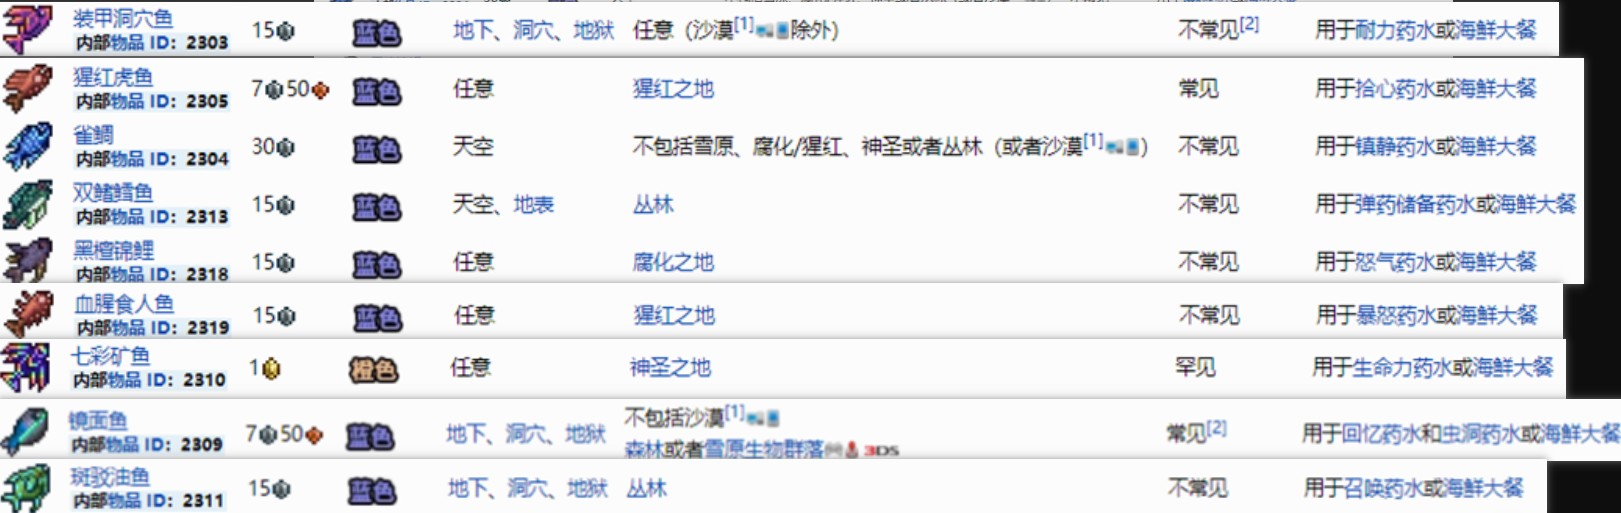 装甲洞穴鱼
内部物品 ID：2303
15 蓝色 地下、洞穴、地狱 任意（沙漠[1]除外） 不常见[2] 用于耐力药水或海鲜大餐
猩红虎鱼
内部物品 ID：2305
7 50 蓝色 任意 猩红之地 常见 用于拾心药水或海鲜大餐
雀鲷
内部物品 ID：2304
30 蓝色 天空 不包括雪原、腐化/猩红、神圣或者丛林（或者沙漠[1]） 不常见 用于镇静药水或海鲜大餐
双鳍鳕鱼
内部物品 ID：2313
15 蓝色 天空、地表 丛林 不常见 用于弹药储备药水或海鲜大餐
黑檀锦鲤
内部物品 ID：2318
15 蓝色 任意 腐化之地 不常见 用于怒气药水或海鲜大餐
血腥食人鱼
内部物品 ID：2319
15 蓝色 任意 猩红之地 不常见 用于暴怒药水或海鲜大餐
七彩矿鱼
内部物品 ID：2310
1 橙色 任意 神圣之地 罕见 用于生命力药水或海鲜大餐
镜面鱼
内部物品 ID：2309
7 50 蓝色 地下、洞穴、地狱 不包括沙漠[1]
森林或者雪原生物群落 3DS
常见[2] 用于回忆药水和虫洞药水或海鲜大餐
斑驳油鱼
内部物品 ID：2311
15 蓝色 地下、洞穴、地狱 丛林 不常见 用于召唤药水或海鲜大餐